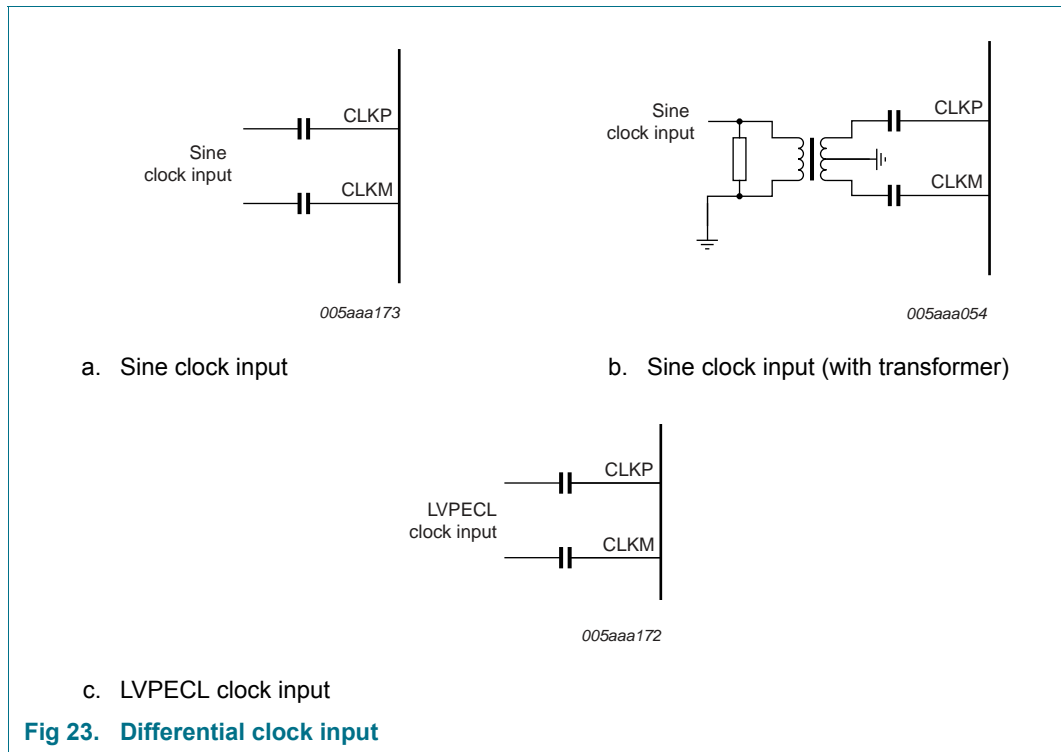 CLKP
Sine
clock input
CLKM
005aaa173
a. Sine clock input
Sine
clock input
CLKP
CLKM
005aaa054
b. Sine clock input (with transformer)
LVPECL
clock input
CLKP
CLKM
005aaa172
c. LVPECL clock input
Fig 23. Differential clock input